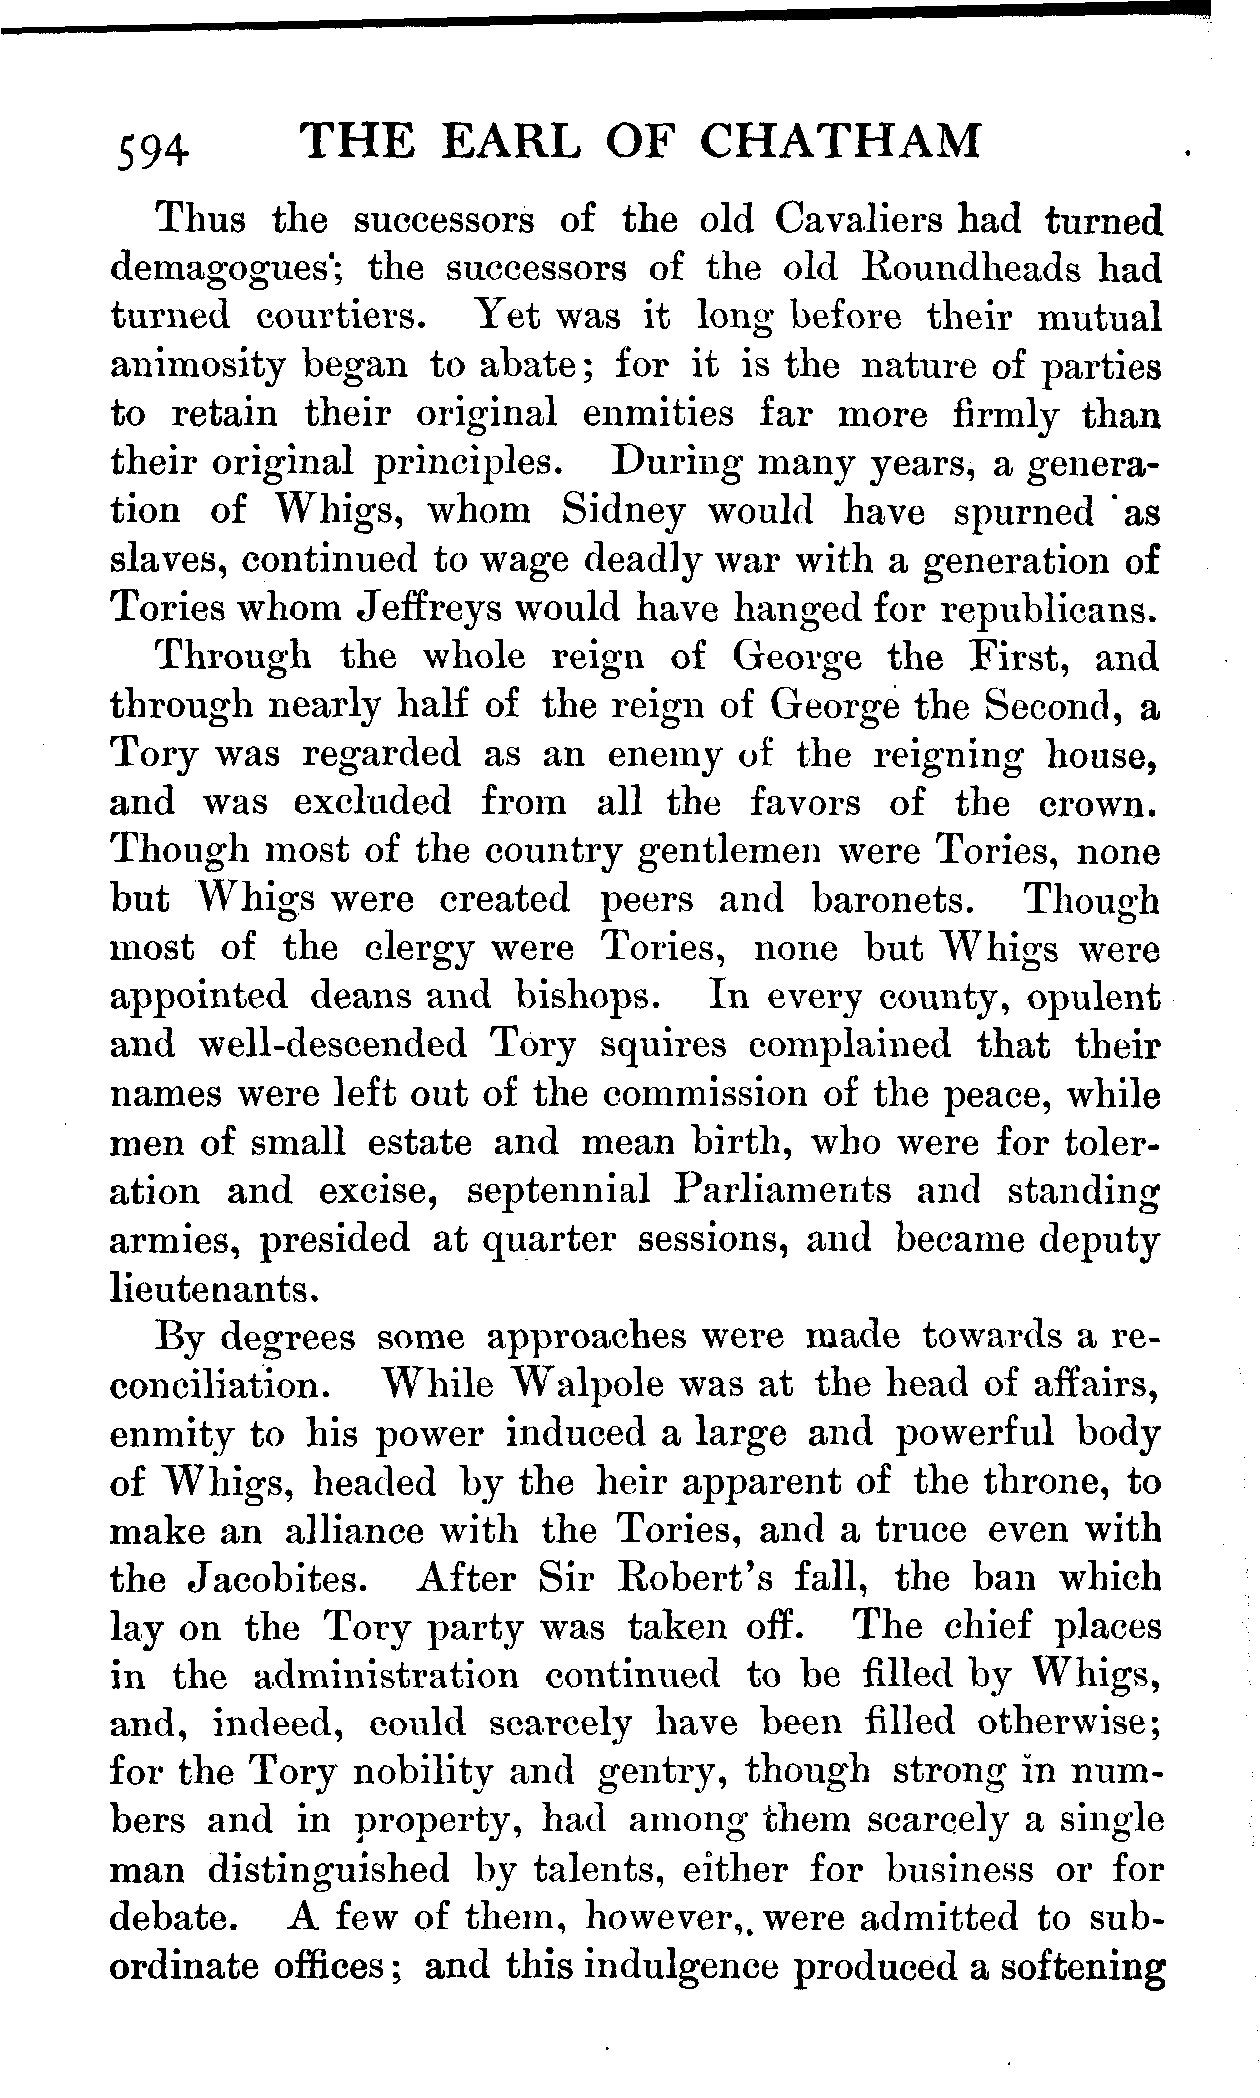 594 THE EARL OF CHATHAM
Thus the successors of the old Cavaliers had turned
demagogues; the successors of the old Roundheads had
turned courtiers. Yet was it long before their mutual
animosity began to abate; for it is the nature of parties
to retain their original enmities far more firmly than
their original principles. During many years, a genera-
tion of Whigs, whom Sidney would have spurned as
slaves, continued to wage deadly war with a generation of
Tories whom Jeffreys would have hanged for republicans.
Through the whole reign of George the First, and
through nearly half of the reign of George the Second, a
Tory was regarded as an enemy of the reigning house,
and was excluded from all the favors of the crown.
Though most of the country gentlemen were Tories, none
but Whigs were created peers and baronets. Though
most of the clergy were Tories, none but Whigs were
appointed deans and bishops. In every county, opulent
and well-descended Tory squires complained that their
names were left out of the commission of the peace, while
men of small estate and mean birth, who were for toler-
ation and excise, septennial Parliaments and standing
armies, presided at quarter sessions, and became deputy
lieutenants.
By degrees some approaches were made towards a re-
conciliation. While Walpole was at the head of affairs,
enmity to his power induced a large and powerful body
of Whigs, headed by the heir apparent of the throne, to
make an alliance with the Tories, and a truce even with
the Jacobites. After Sir Robert's fall, the ban which
lay on the Tory party was taken off. The chief places
in the administration continued to be filled by Whigs,
and, indeed, could scarcely have been filled otherwise;
for the Tory nobility and gentry, though strong in num-
bers and in property, had among them scarcely a single
man distinguished by talents, either for business or for
debate. A few of them, however, were admitted to sub-
ordinate offices; and this indulgence produced a softening